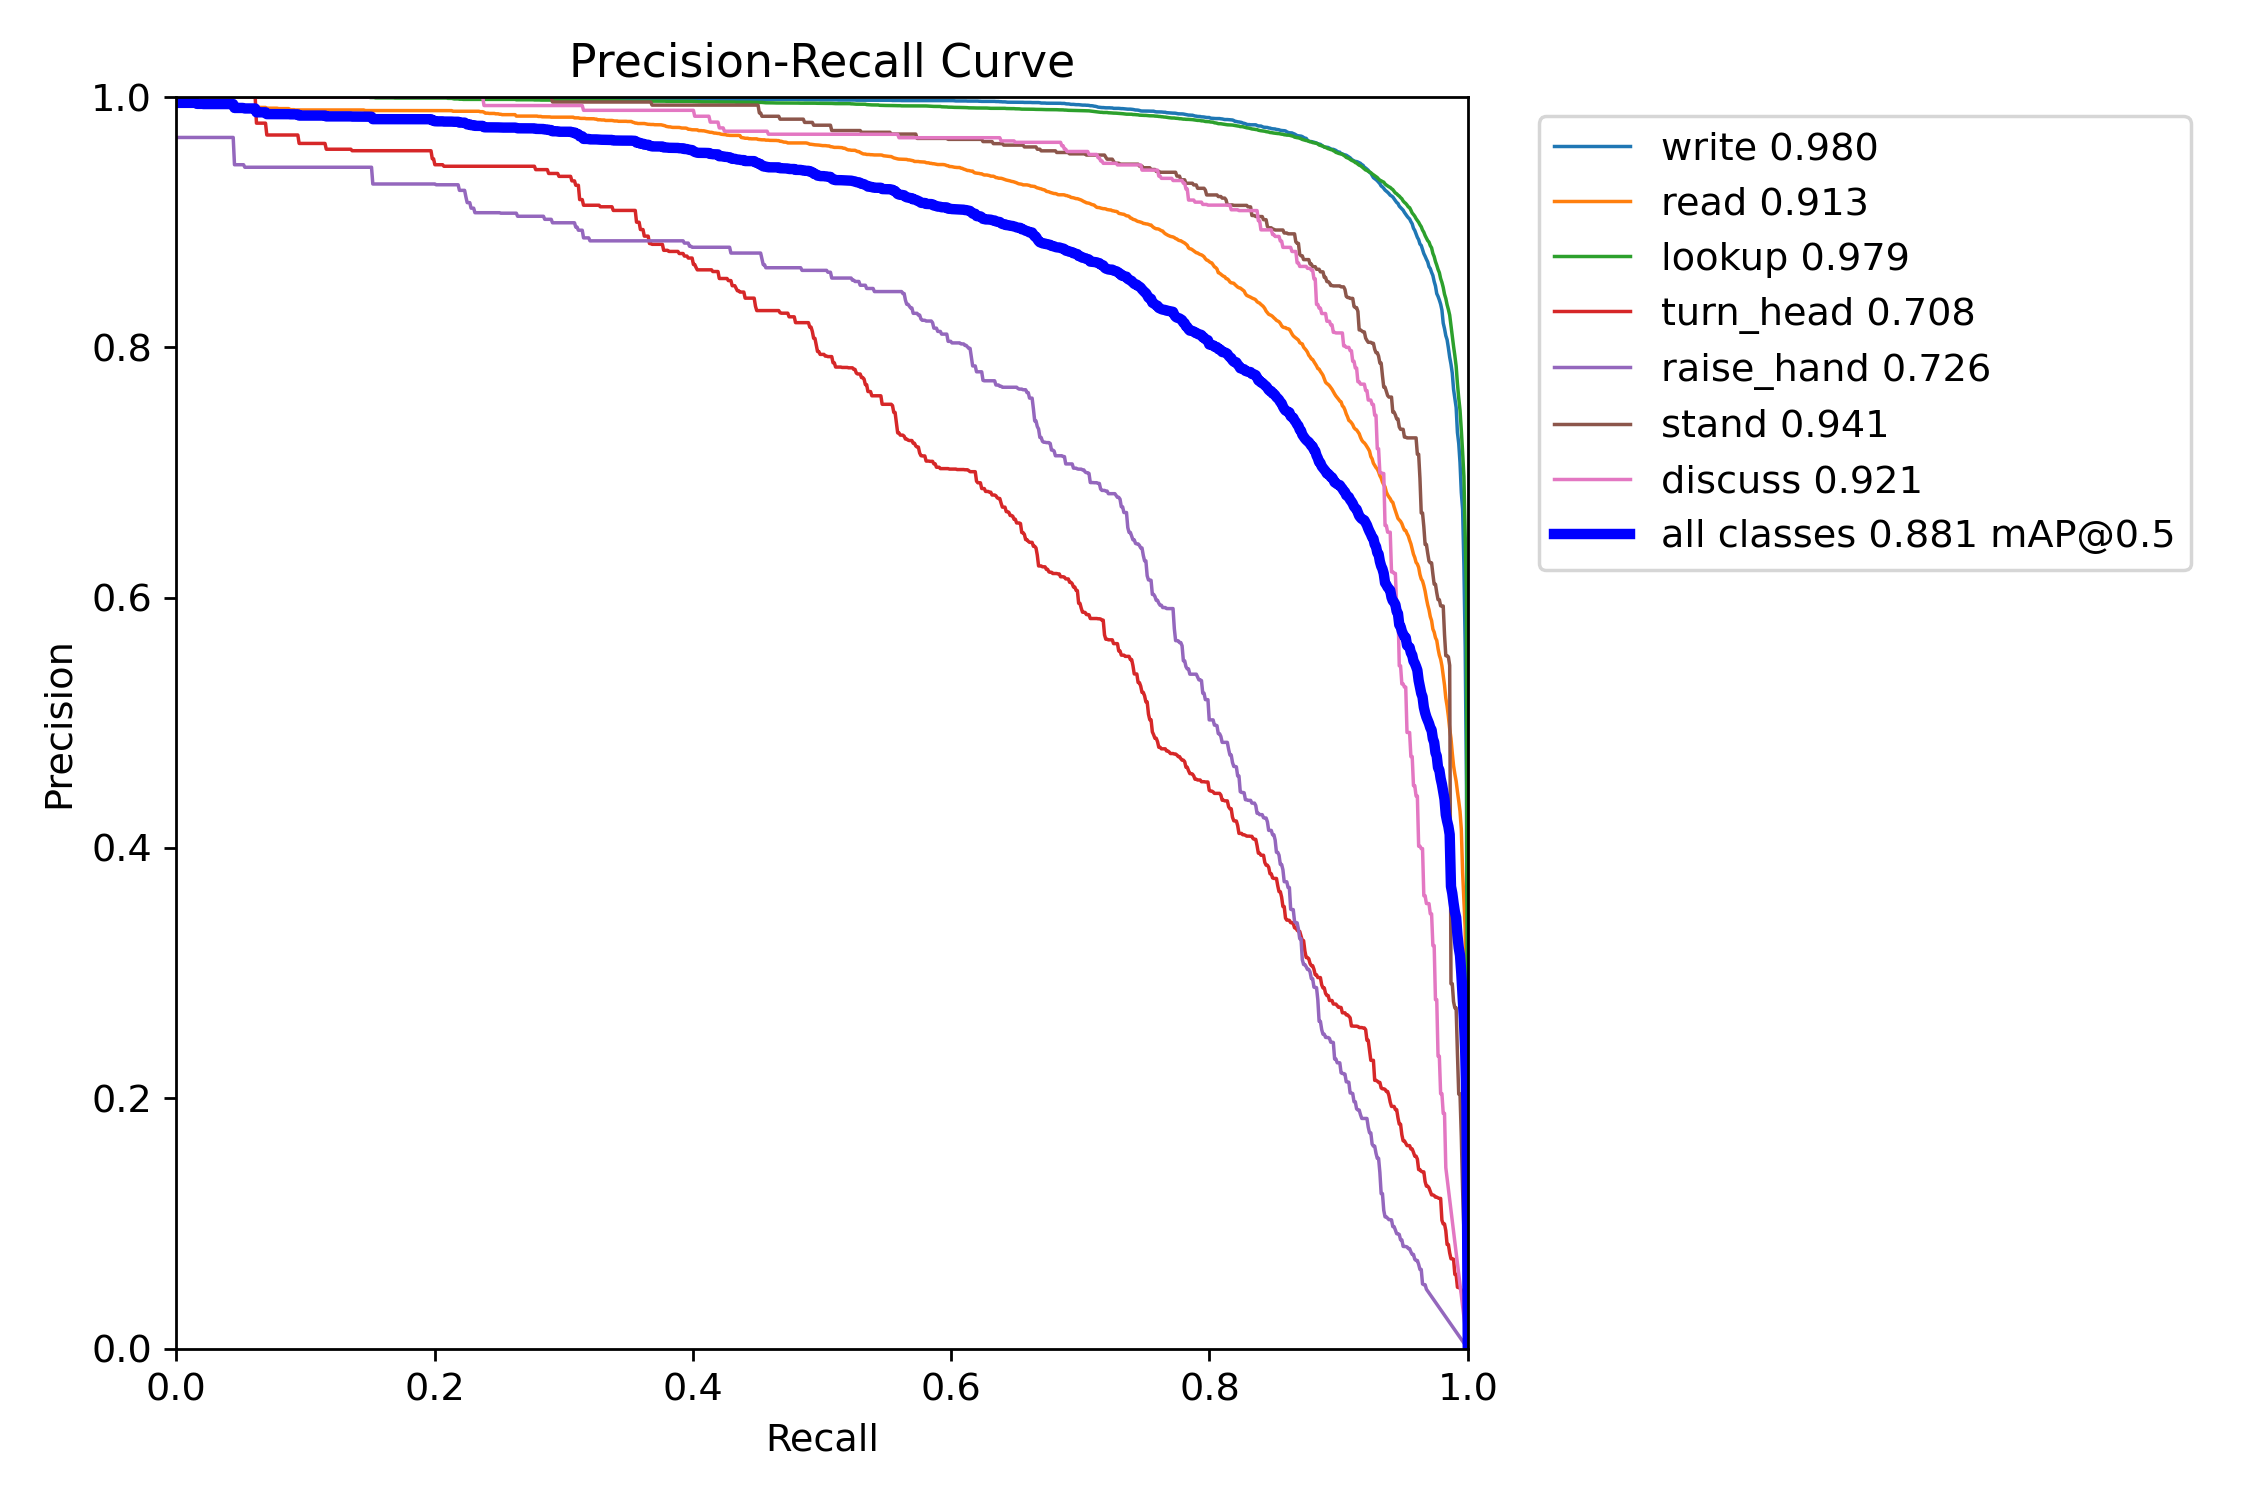 Precision-Recall Curve
1.0
0.8
0.6
0.4
0.2
0.0
Precision
0.0 0.2 0.4 0.6 0.8 1.0
Recall
write 0.980
read 0.913
lookup 0.979
turn_head 0.708
raise_hand 0.726
stand 0.941
discuss 0.921
all classes 0.881 mAP@0.5